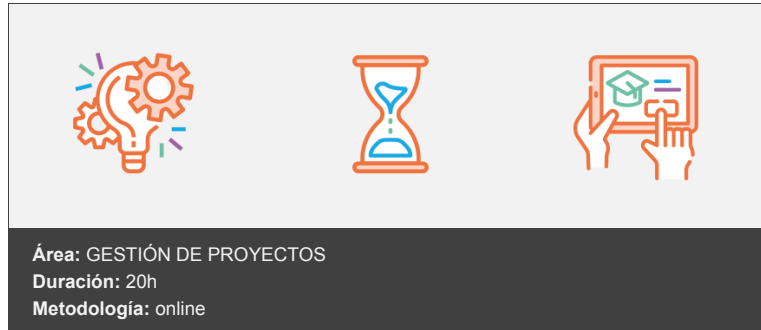 Área: GESTIÓN DE PROYECTOS
Duración: 20h
Metodología: online